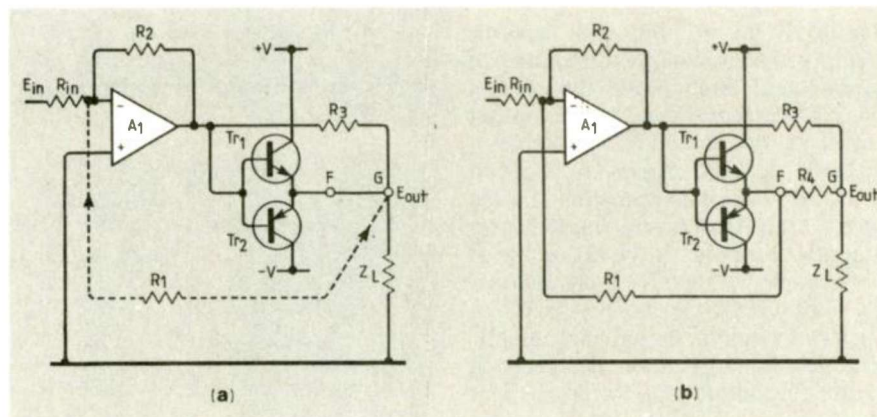 R2
+V
Ein Rin
A1
R3
Tr1
F G Eout
Tr2
-V
ZL
R1
(a)
R2
+V
Ein Rin
A1
R3
Tr1
F R4 G Eout
Tr2
-V
ZL
R1
(b)